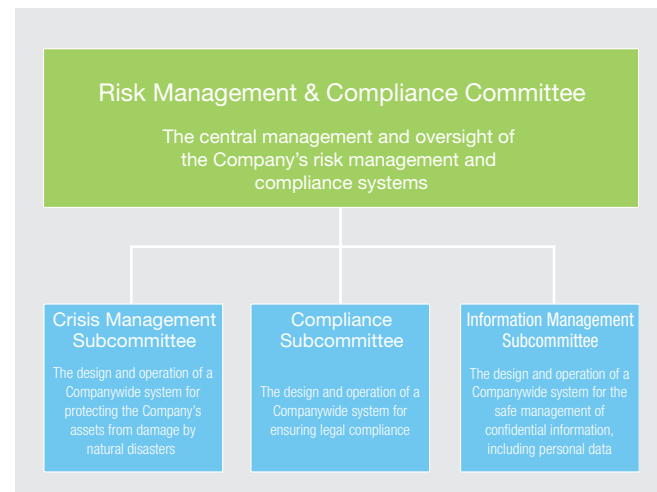 Risk Management & Compliance Committee
The central management and oversight of
the Company's risk management and
compliance systems
Crisis Management
Subcommittee
The design and operation of a
Companywide system for
protecting the Company's
assets from damage by
natural disasters
Compliance
Subcommittee
The design and operation of a
Companywide system for
ensuring legal compliance
Information Management
Subcommittee
The design and operation of a
Companywide system for the
safe management of
confidential information,
including personal data